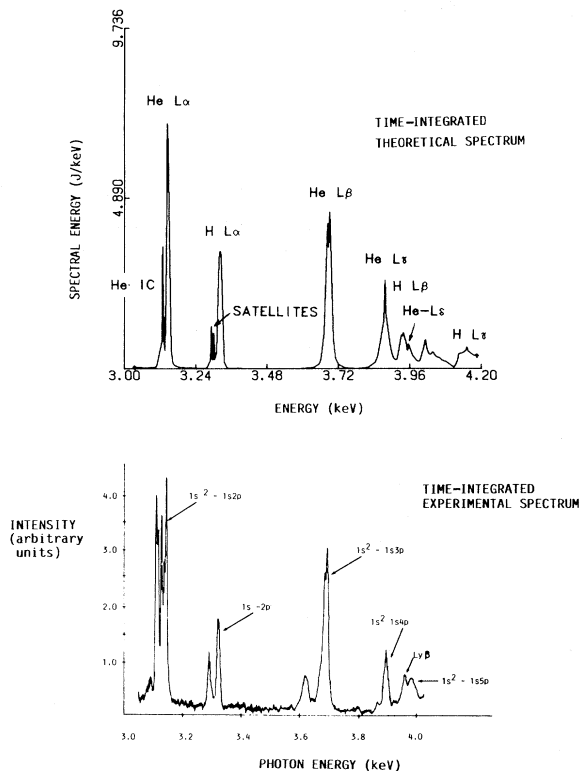 9.736
He Lα
TIME-INTEGRATED
THEORETICAL SPECTRUM
SPECTRAL ENERGY (J/keV)
4.890
He Lβ
H Lα
He Lγ
H Lβ
He IC
He-Lε
SATELLITES
H Lγ
3.00 3.24 3.48 3.72 3.96 4.20
ENERGY (keV)
TIME-INTEGRATED
EXPERIMENTAL SPECTRUM
4.0
1s² - 1s2p
INTENSITY
(arbitrary
units)
3.0
1s² - 1s3p
2.0
1s -2p
1s² 1s4p
Lyβ
1.0
1s² - 1s5p
3.0 3.2 3.4 3.6 3.8 4.0
PHOTON ENERGY (keV)